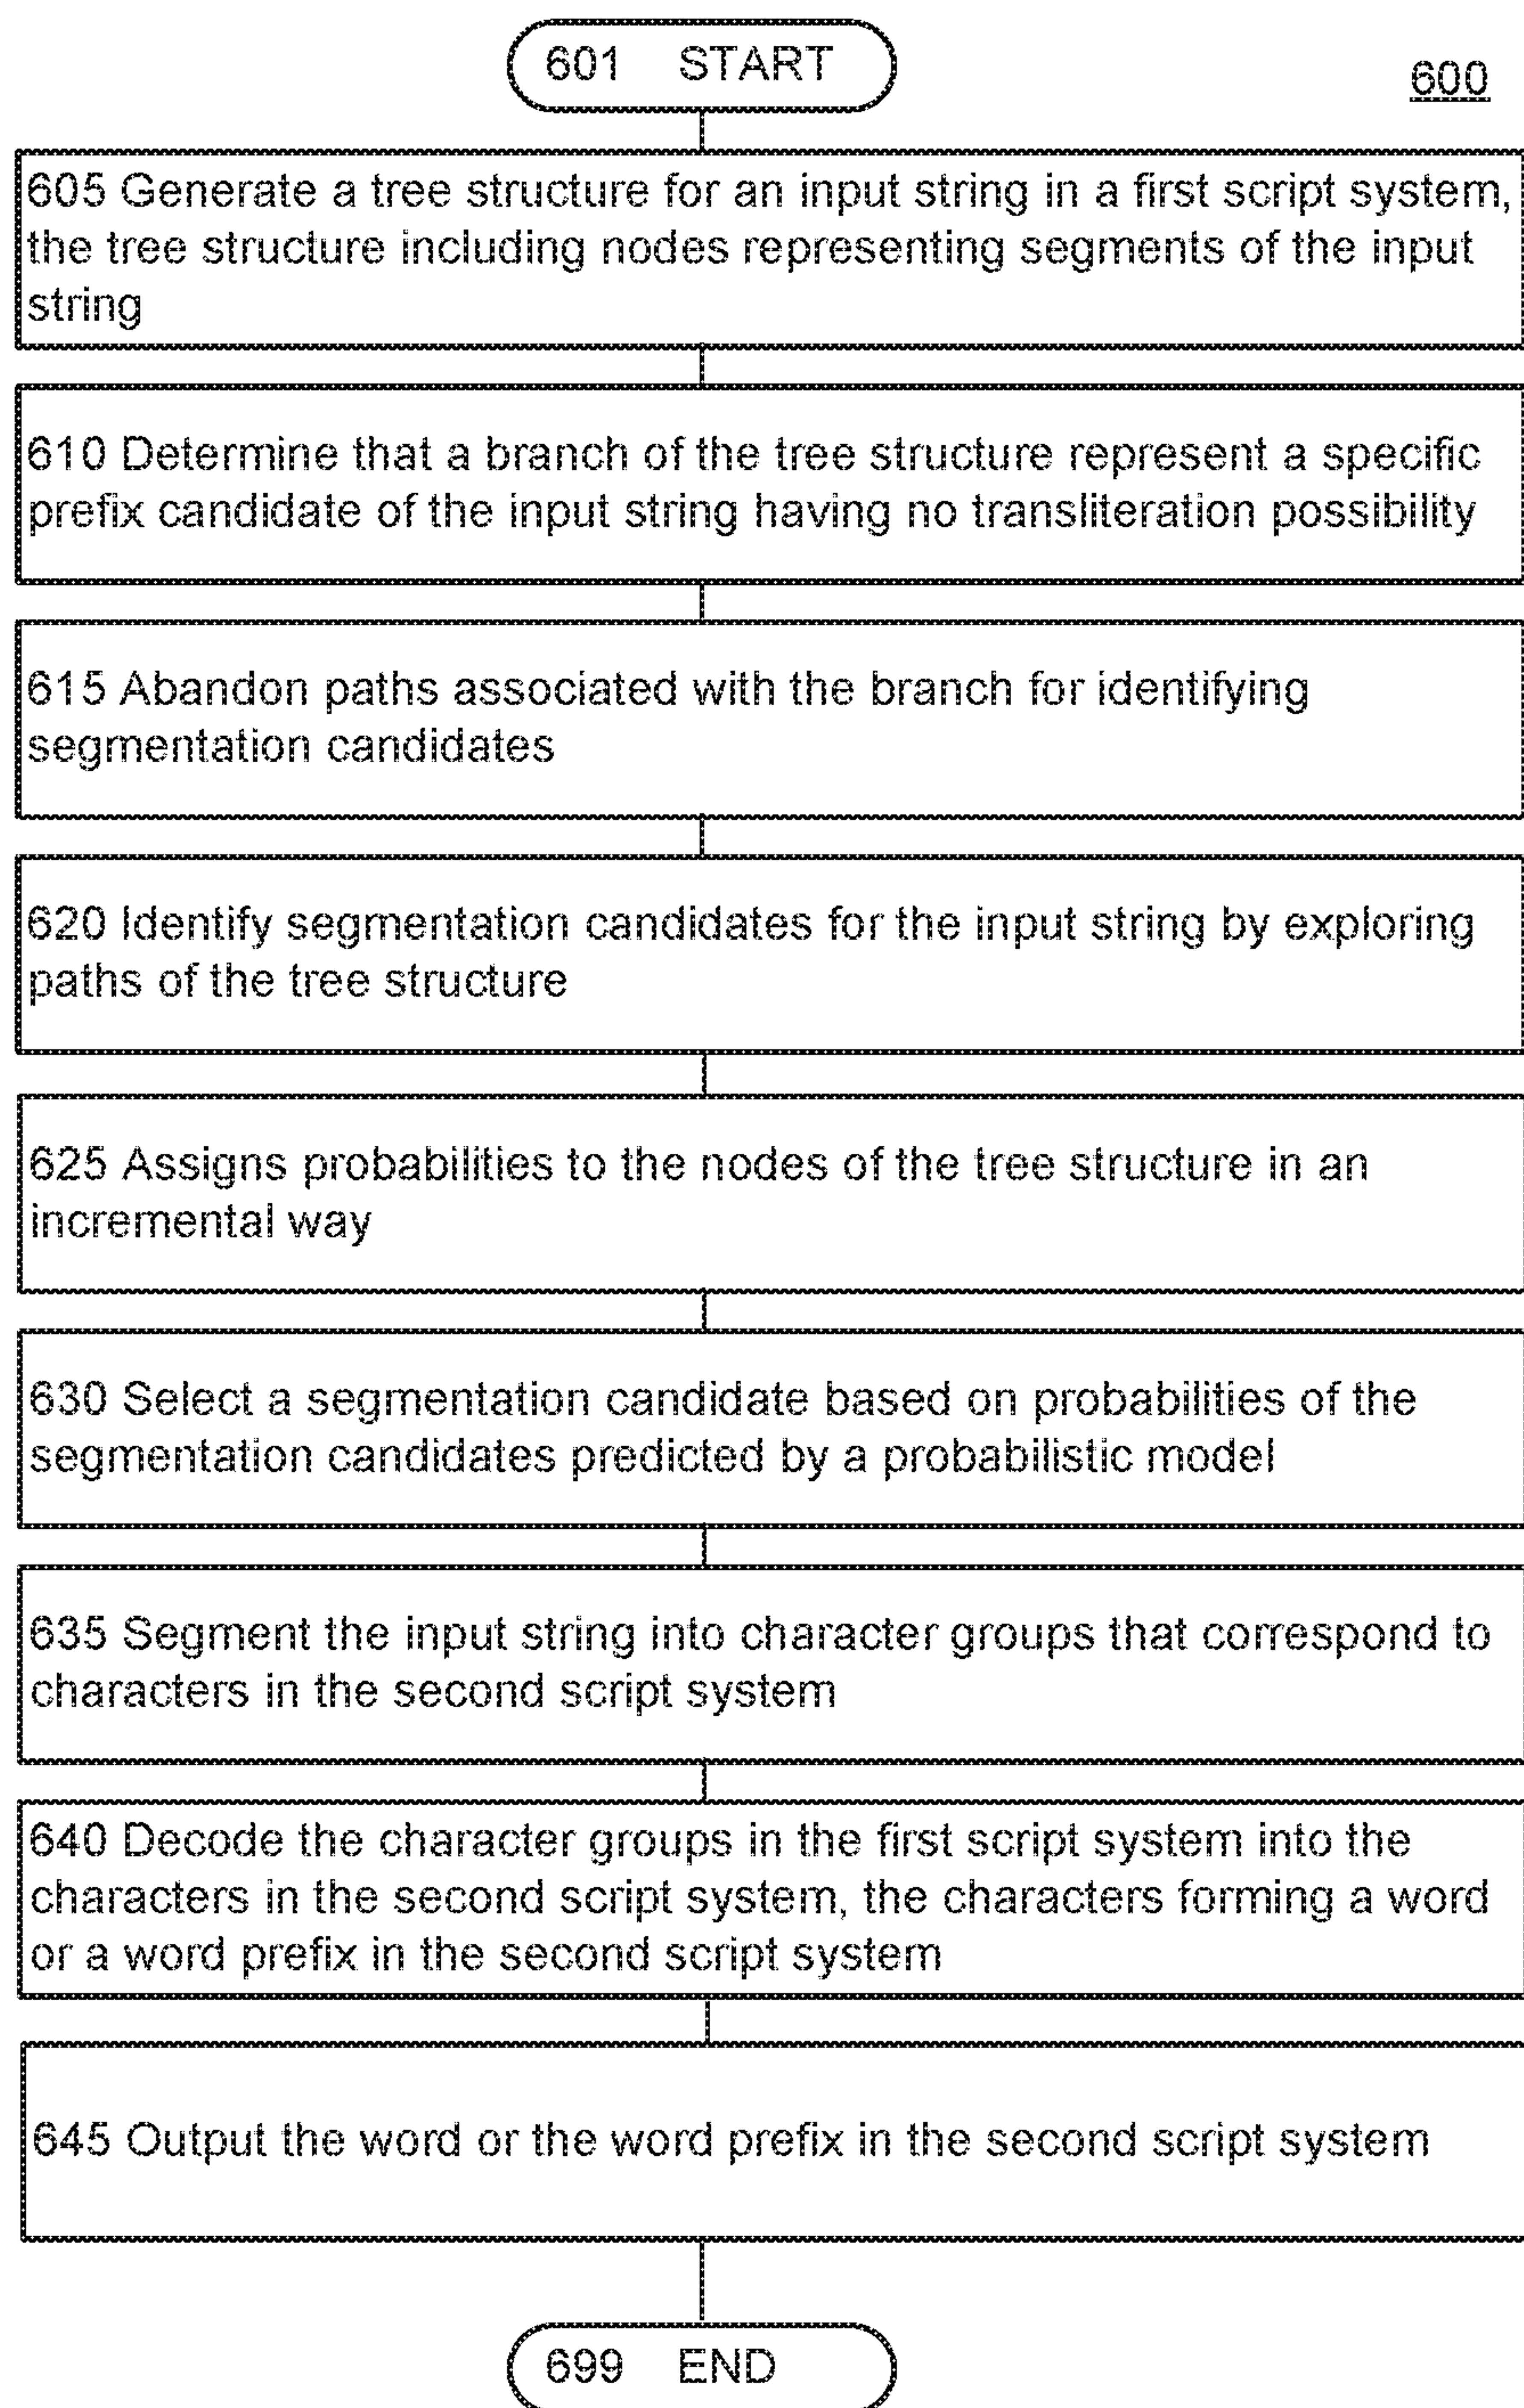 601 START
600
605 Generate a tree structure for an input string in a first script system,
the tree structure including nodes representing segments of the input
string
610 Determine that a branch of the tree structure represent a specific
prefix candidate of the input string having no transliteration possibility
615 Abandon paths associated with the branch for identifying
segmentation candidates
620 Identify segmentation candidates for the input string by exploring
paths of the tree structure
625 Assigns probabilities to the nodes of the tree structure in an
incremental way
630 Select a segmentation candidate based on probabilities of the
segmentation candidates predicted by a probabilistic model
635 Segment the input string into character groups that correspond to
characters in the second script system
640 Decode the character groups in the first script system into the
characters in the second script system, the characters forming a word
or a word prefix in the second script system
645 Output the word or the word prefix in the second script system
699 END